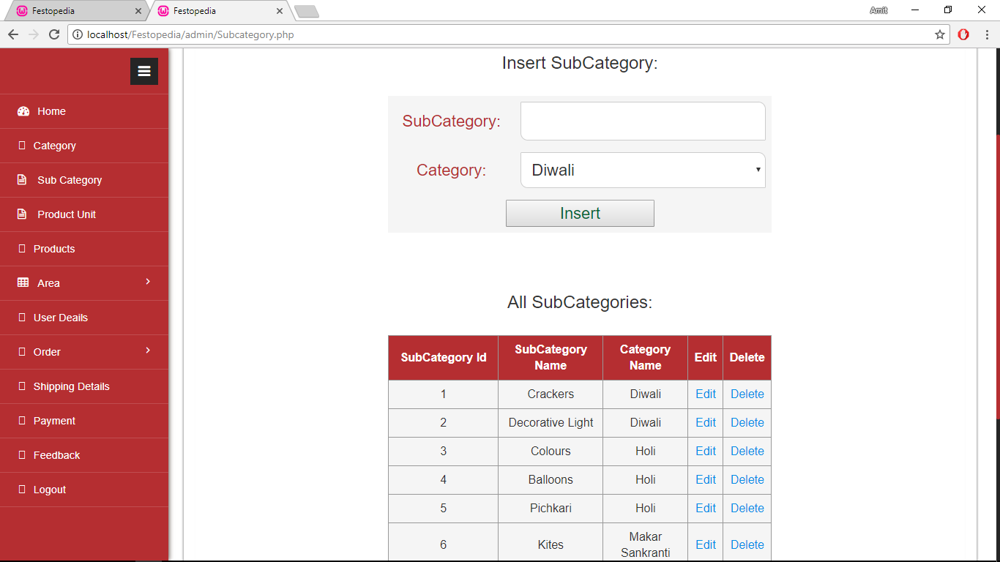 Festopedia
Festopedia
Amit
localhost/Festopedia/admin/Subcategory.php
Home
Category
Sub Category
Product Unit
Products
Area
User Deails
Order
Shipping Details
Payment
Feedback
Logout
Insert SubCategory:
SubCategory:
Category:
Diwali
Insert
All SubCategories:
SubCategory Id SubCategory Name Category Name Edit Delete
1 Crackers Diwali Edit Delete
2 Decorative Light Diwali Edit Delete
3 Colours Holi Edit Delete
4 Balloons Holi Edit Delete
5 Pichkari Holi Edit Delete
6 Kites Makar Sankranti Edit Delete